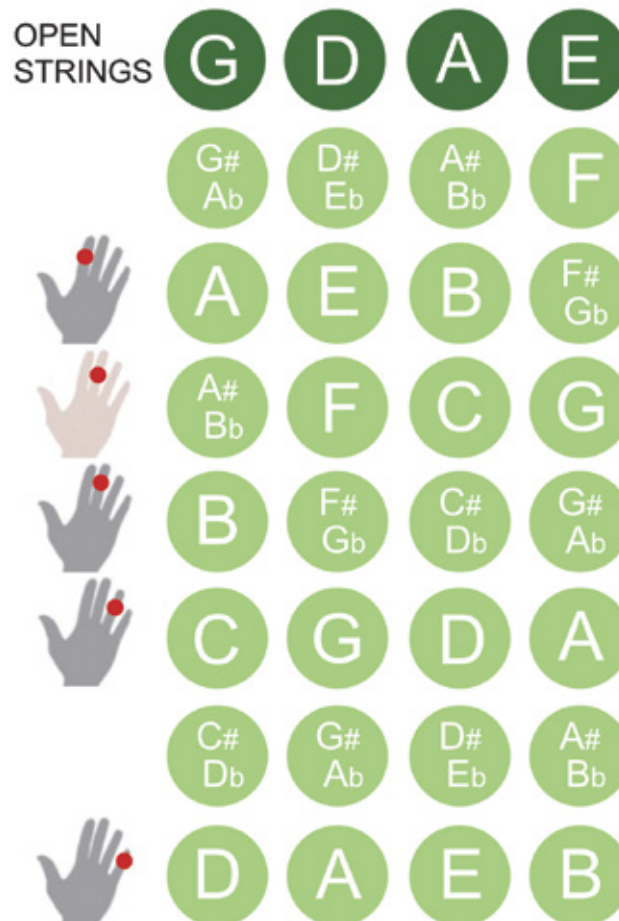 OPEN
STRINGS G D A E
G# D# A# F
Ab Eb Bb
A E B F#
Gb
A# F C G
Bb
B F# C# G#
Gb Db Ab
C G D A
C# G# D# A#
Db Ab Eb Bb
D A E B